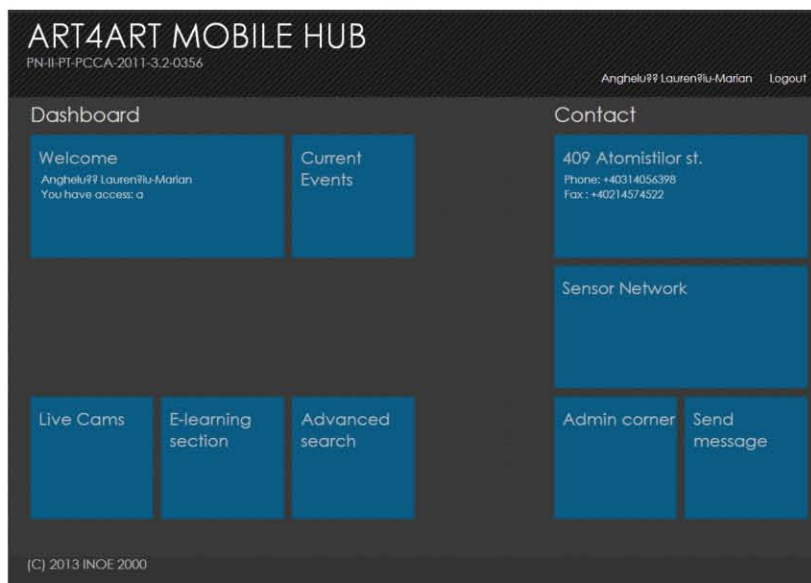 ART4ART MOBILE HUB
PN-II-PT-PCCA-2011-3.2-0356
Anghelu?? Lauren?iu-Marian Logout
Dashboard
Welcome
Anghelu?? Lauren?iu-Marian
You have access: a
Current
Events
Live Cams
E-learning
section
Advanced
search
Contact
409 Atomistilor st.
Phone: +40314056398
Fax : +40214574522
Sensor Network
Admin corner
Send
message
(C) 2013 INOE 2000